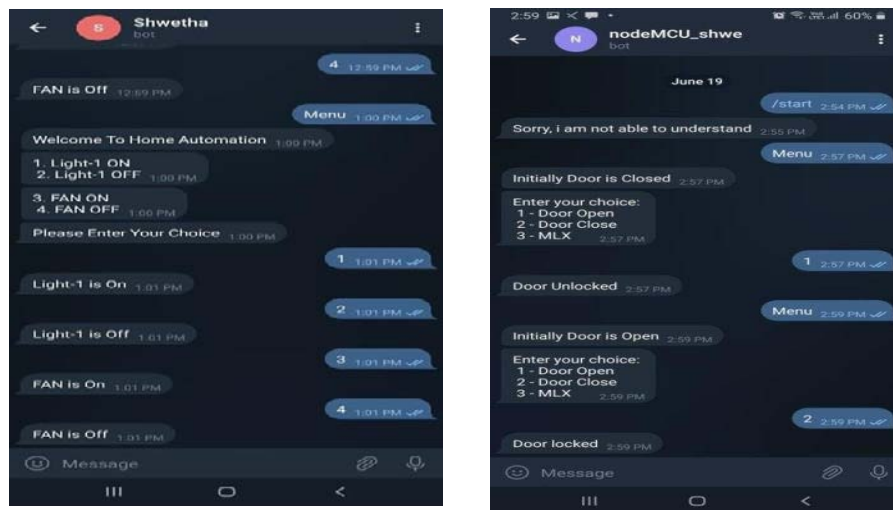 Shwetha
S
bot
4 12:59 PM
FAN is Off 12:59 PM
Menu 1:00 PM
Welcome To Home Automation 1:00 PM
1. Light-1 ON
2. Light-1 OFF 1:00 PM
3. FAN ON
4. FAN OFF 1:00 PM
Please Enter Your Choice 1:00 PM
1 1:01 PM
Light-1 is On 1:01 PM
2 1:01 PM
Light-1 is Off 1:01 PM
3 1:01 PM
FAN is On 1:01 PM
4 1:01 PM
FAN is Off 1:01 PM
Message
2:59 60%
nodeMCU_shwe
N
bot
June 19
/start 2:54 PM
Sorry, i am not able to understand 2:55 PM
Menu 2:57 PM
Initially Door is Closed 2:57 PM
Enter your choice:
1 - Door Open
2 - Door Close
3 - MLX 2:57 PM
1 2:57 PM
Door Unlocked 2:57 PM
Menu 2:59 PM
Initially Door is Open 2:59 PM
Enter your choice:
1 - Door Open
2 - Door Close
3 - MLX 2:59 PM
2 2:59 PM
Door locked 2:59 PM
Message